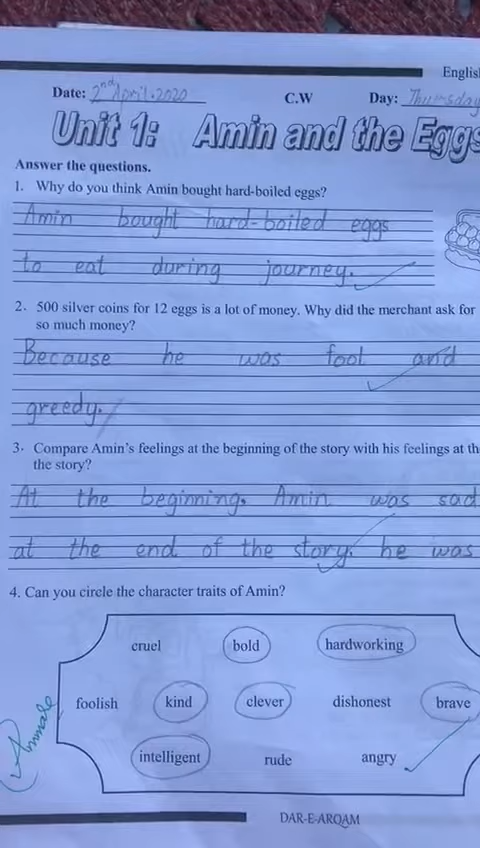 English
Date: 2nd April.2020 C.W Day: Thursday
Unit 1: Amin and the Eggs
Answer the questions.
1. Why do you think Amin bought hard-boiled eggs?
Amin bought hard-boiled eggs
to eat during journey.
2. 500 silver coins for 12 eggs is a lot of money. Why did the merchant ask for
so much money?
Because he was fool and
greedy.
3. Compare Amin's feelings at the beginning of the story with his feelings at th
the story?
At the beginning, Amin was sad
at the end of the story, he was
4. Can you circle the character traits of Amin?
cruel bold hardworking
foolish kind clever dishonest brave
intelligent rude angry
DAR-E-ARQAM